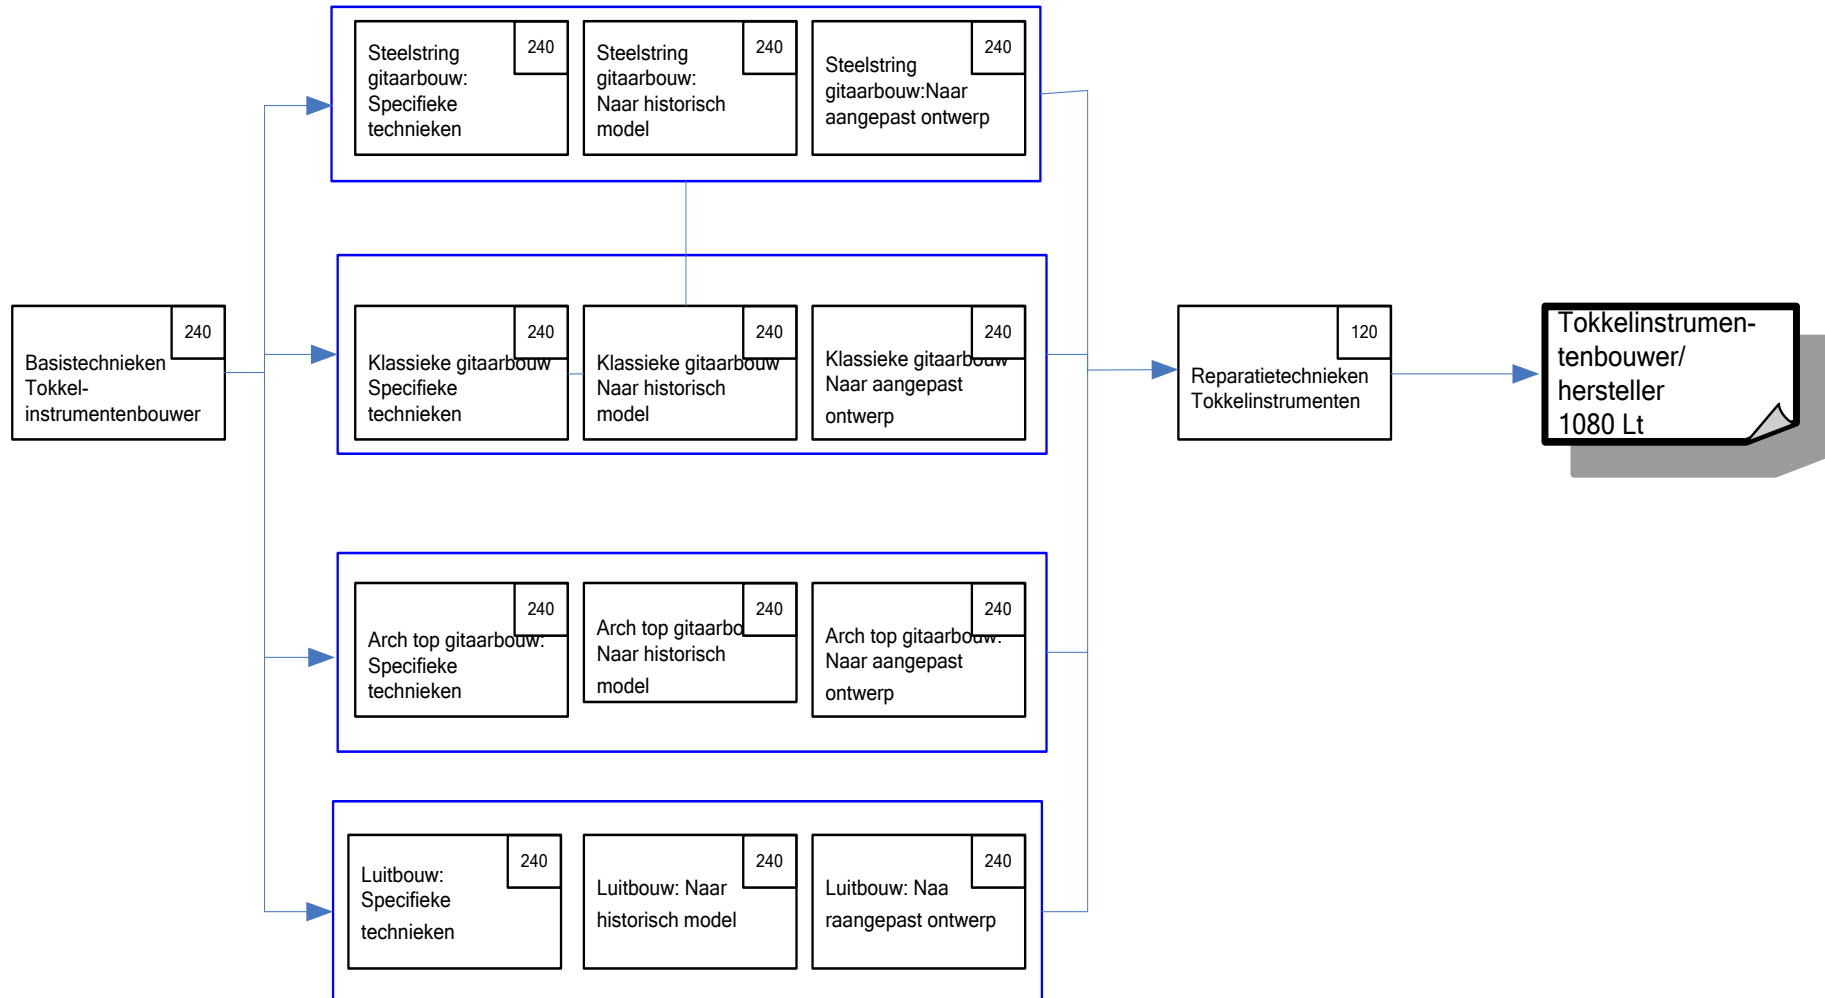 240
Steelstring
gitaarbouw:
Specifieke
technieken
240
Steelstring
gitaarbouw:
Naar historisch
model
240
Steelstring
gitaarbouw:Naar
aangepast ontwerp
240
Basistechnieken
Tokkel-
instrumentenbouwer
240
Klassieke gitaarbouw
Specifieke
technieken
240
Klassieke gitaarbouw
Naar historisch
model
240
Klassieke gitaarbouw
Naar aangepast
ontwerp
120
Reparatietechnieken
Tokkelinstrumenten
Tokkelinstrumen-
tenbouwer/
hersteller
1080 Lt
240
Arch top gitaarbouw:
Specifieke
technieken
240
Arch top gitaarbo
Naar historisch
model
240
Arch top gitaarbouw:
Naar aangepast
ontwerp
240
Luitbouw:
Specifieke
technieken
240
Luitbouw: Naar
historisch model
240
Luitbouw: Naa
raangepast ontwerp